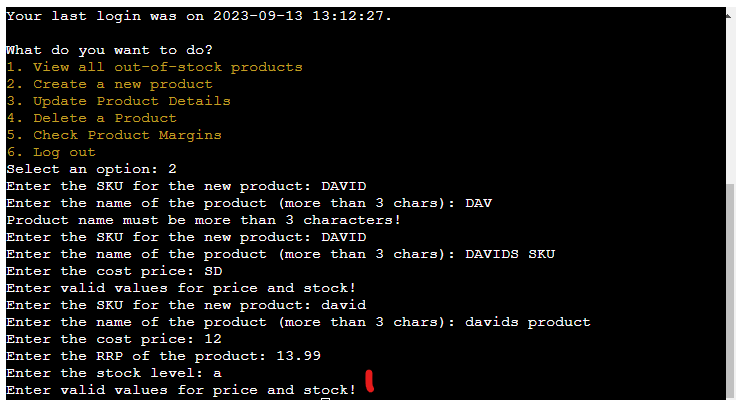 Your last login was on 2023-09-13 13:12:27.
What do you want to do?
1. View all out-of-stock products
2. Create a new product
3. Update Product Details
4. Delete a Product
5. Check Product Margins
6. Log out
Select an option: 2
Enter the SKU for the new product: DAVID
Enter the name of the product (more than 3 chars): DAV
Product name must be more than 3 characters!
Enter the SKU for the new product: DAVID
Enter the name of the product (more than 3 chars): DAVIDS SKU
Enter the cost price: SD
Enter valid values for price and stock!
Enter the SKU for the new product: david
Enter the name of the product (more than 3 chars): davids product
Enter the cost price: 12
Enter the RRP of the product: 13.99
Enter the stock level: a
Enter valid values for price and stock!